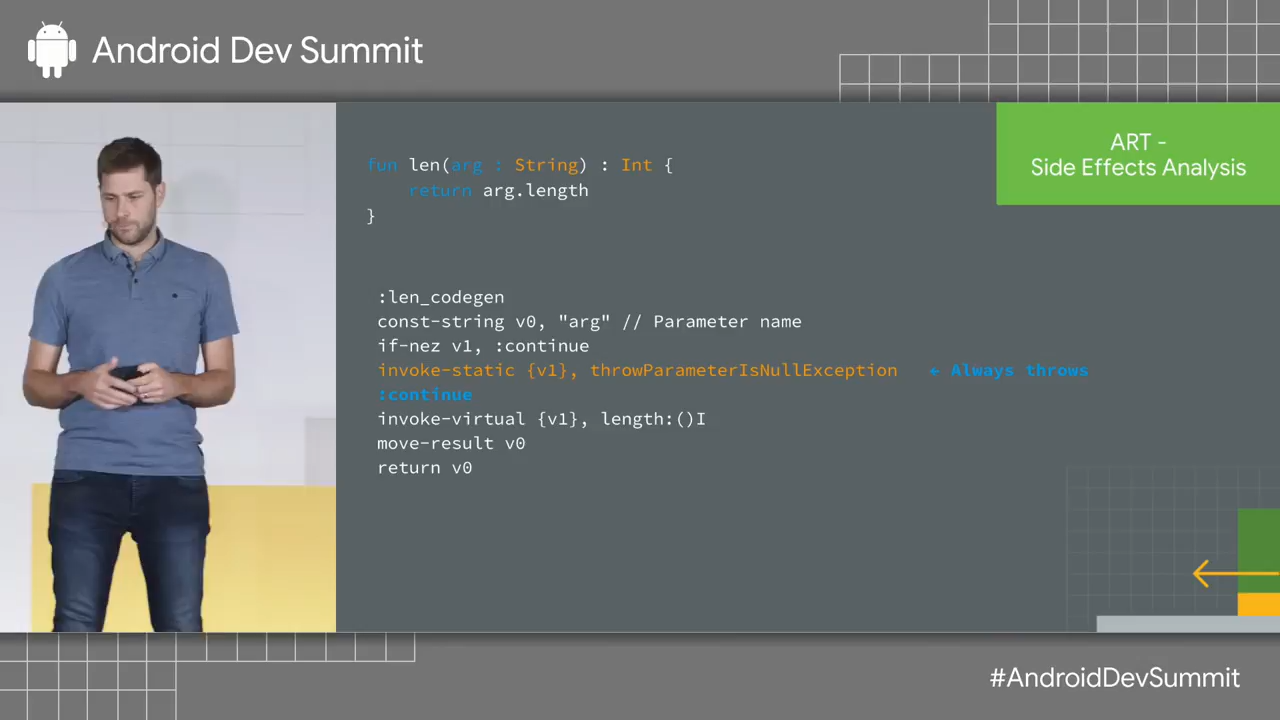 Android Dev Summit
ART -
Side Effects Analysis
fun len(arg : String) : Int {
return arg.length
}
:len_codegen
const-string v0, "arg" // Parameter name
if-nez v1, :continue
invoke-static {v1}, throwParameterIsNullException ← Always throws
:continue
invoke-virtual {v1}, length:()I
move-result v0
return v0
#AndroidDevSummit